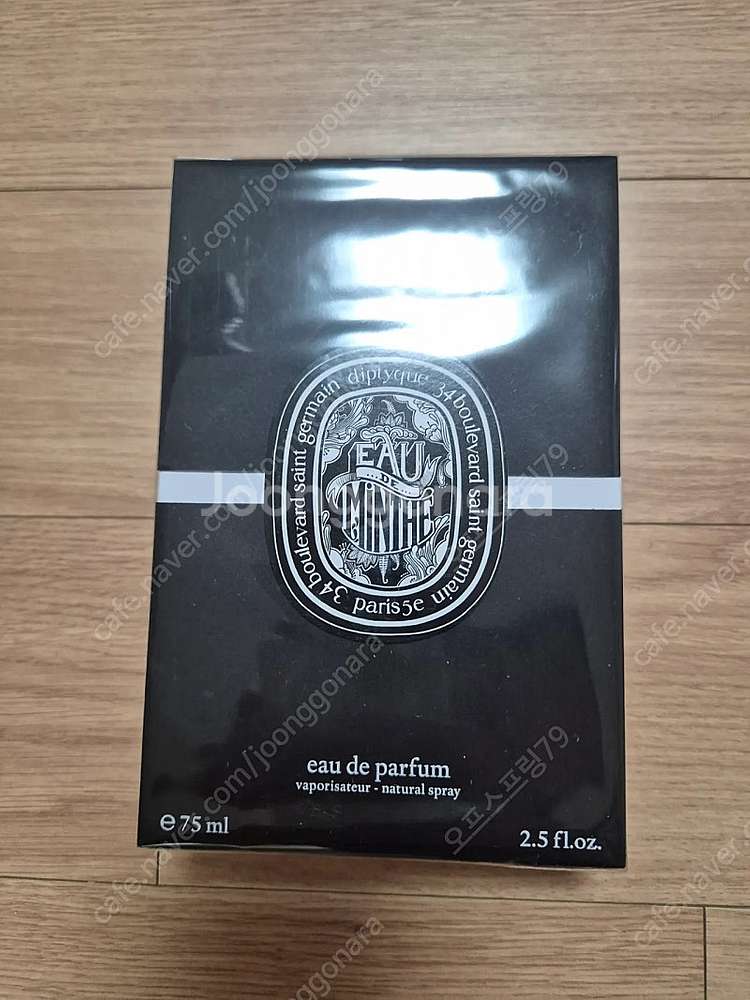 diptyque 34 boulevard saint germain paris 5e 34 boulevard saint germain
EAU
DE
MINTHE
Joonggonara
eau de parfum
vaporisateur - natural spray
e 75 ml
2.5 fl.oz.
cafe.naver.com/joonggonara
오프스프링79